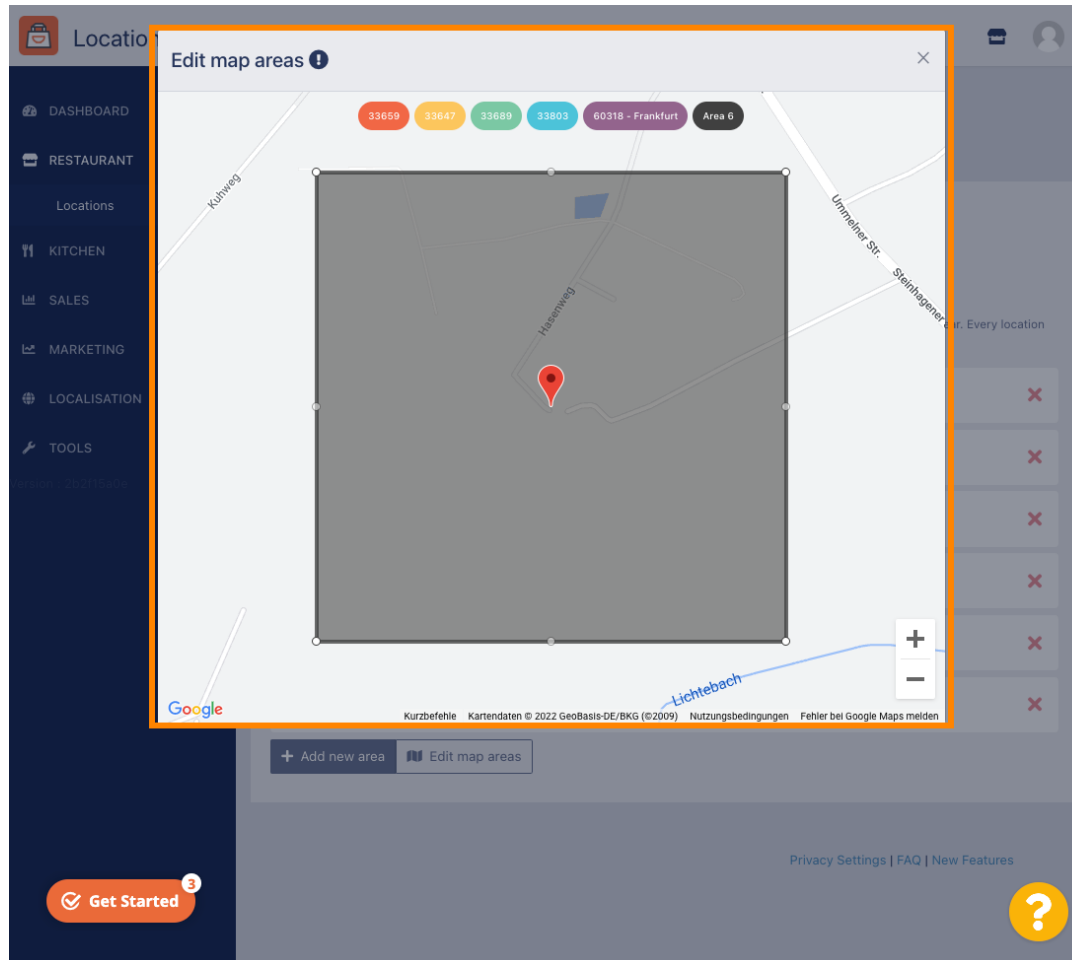 Locatio
Edit map areas
33659
33647
33689
33803
60318 - Frankfurt
Area 6
DASHBOARD
RESTAURANT
Locations
KITCHEN
SALES
MARKETING
LOCALISATION
TOOLS
Kuhweg
Ummelner Str.
Steinhagener
Hasenweg
ar. Every location
Lichtebach
Google
Kurzbefehle Kartendaten © 2022 GeoBasis-DE/BKG (©2009) Nutzungsbedingungen Fehler bei Google Maps melden
Add new area
Edit map areas
Privacy Settings | FAQ | New Features
Get Started
3
?